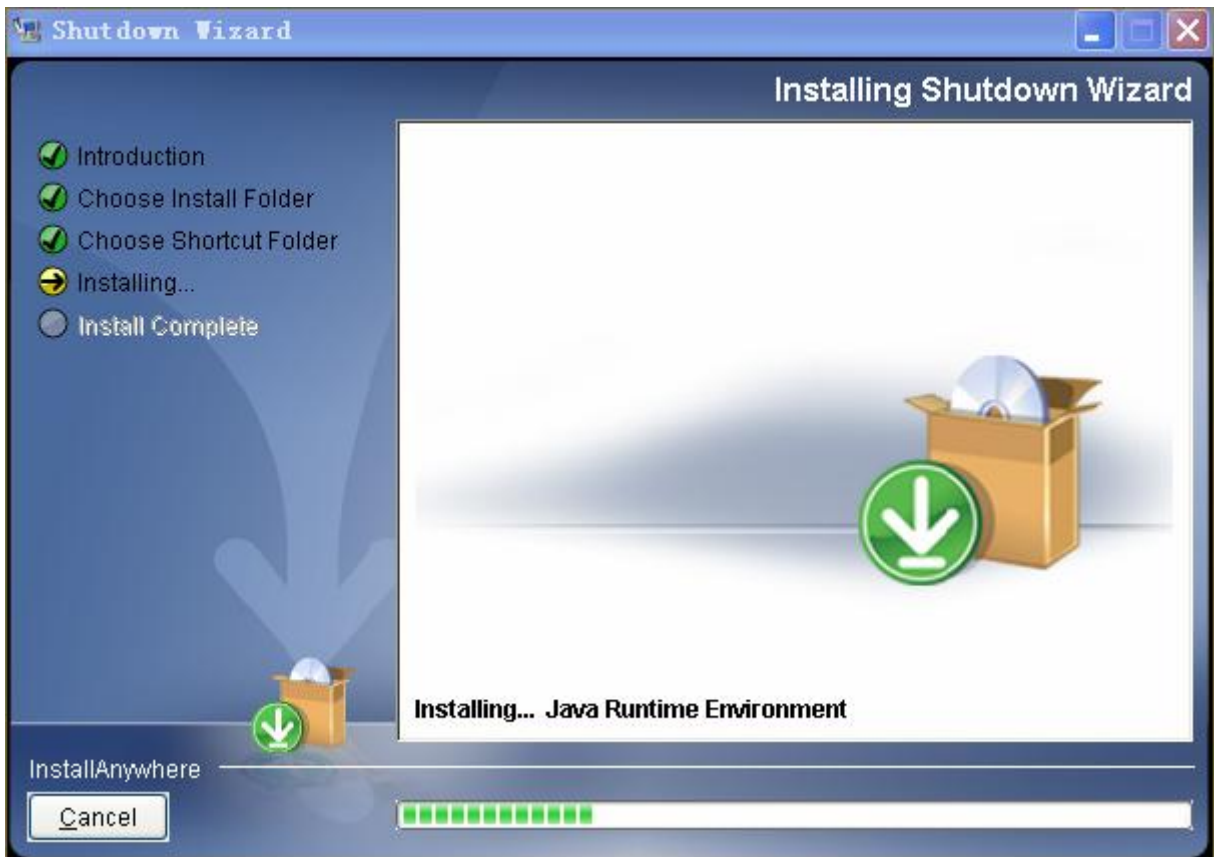 Shutdown Wizard
Installing Shutdown Wizard
Introduction
Choose Install Folder
Choose Shortcut Folder
Installing...
Install Complete
Installing... Java Runtime Environment
InstallAnywhere
Cancel